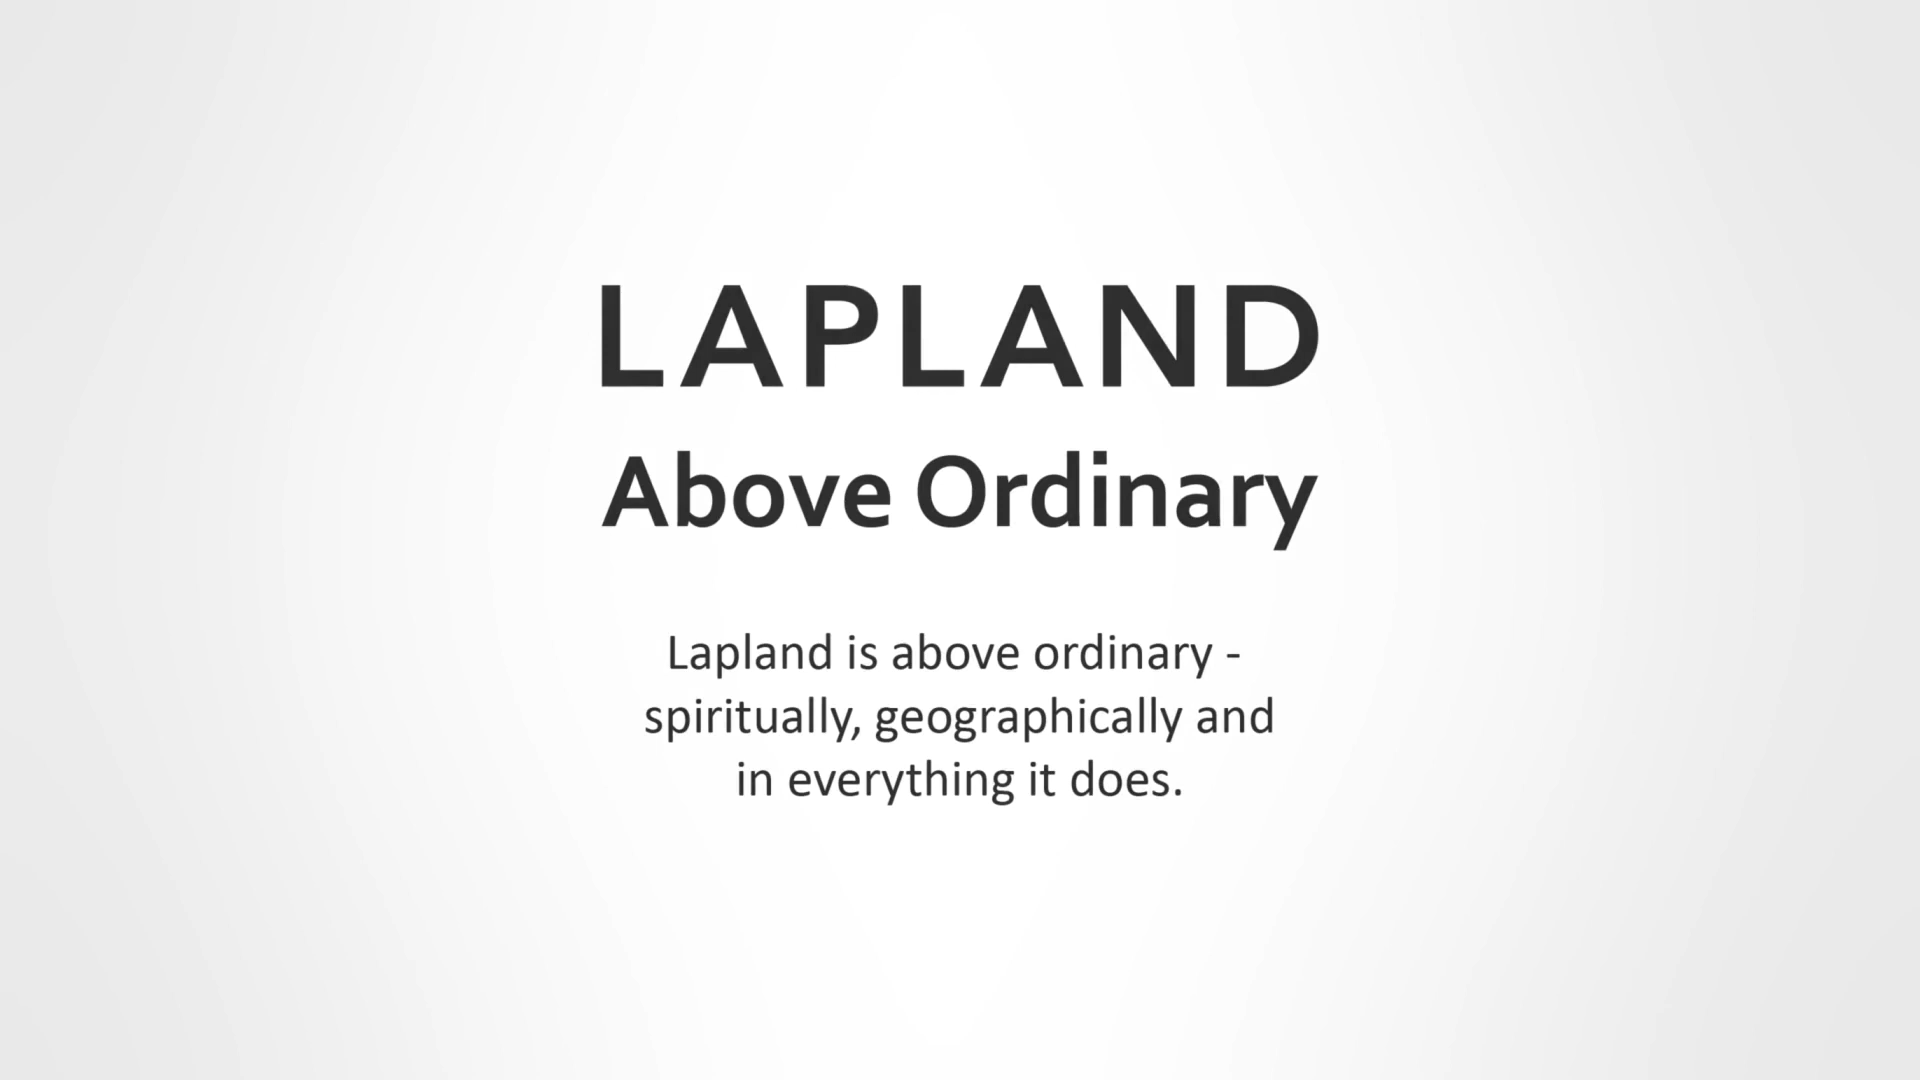 LAPLAND
Above Ordinary
Lapland is above ordinary -
spiritually, geographically and
in everything it does.